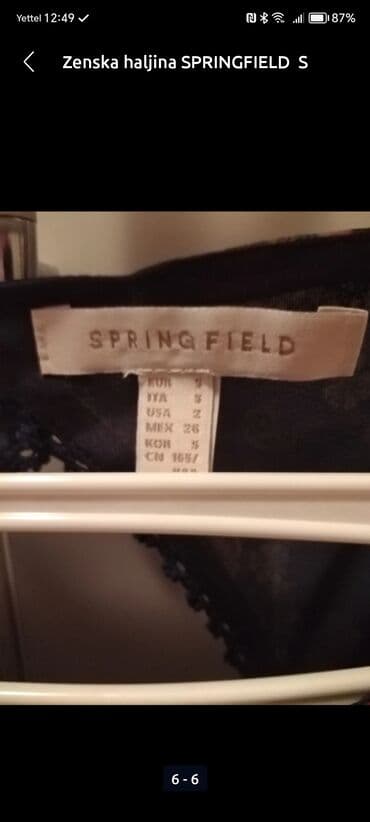 Yettel 12:49 87%
Zenska haljina SPRINGFIELD S
SPRINGFIELD
EUR S
ITA S
USA 2
MEX 26
KOR S
CN 165/
6 - 6